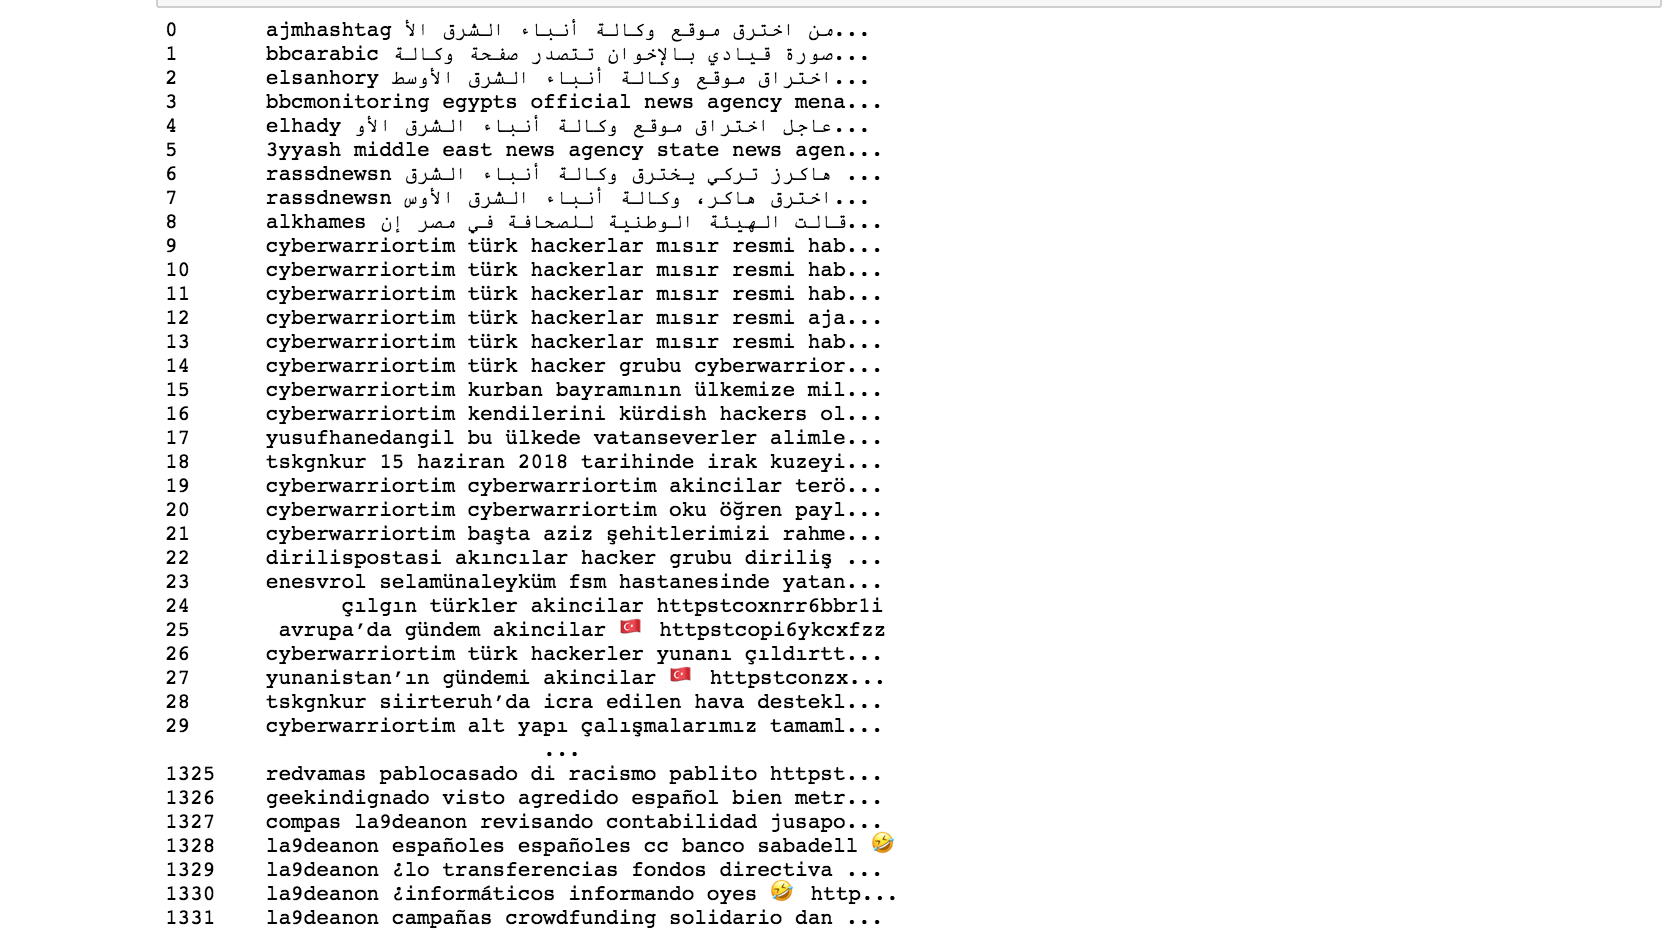 0 ajmhashtag من اخترق موقع وكالة أنباء الشرق الأ...
1 bbcarabic صورة قيادي بالإخوان تتصدر صفحة وكالة...
2 elsanhory اختراق موقع وكالة أنباء الشرق الأوسط...
3 bbcmonitoring egypts official news agency mena...
4 elhady عاجل اختراق موقع وكالة أنباء الشرق الأو...
5 3yyash middle east news agency state news agen...
6 rassdnewsn هاكرز تركي يخترق وكالة أنباء الشرق ...
7 rassdnewsn اخترق هاكر، وكالة أنباء الشرق الأوس...
8 alkhames قالت الهيئة الوطنية للصحافة في مصر إن...
9 cyberwarriortim türk hackerlar mısır resmi hab...
10 cyberwarriortim türk hackerlar mısır resmi hab...
11 cyberwarriortim türk hackerlar mısır resmi hab...
12 cyberwarriortim türk hackerlar mısır resmi aja...
13 cyberwarriortim türk hackerlar mısır resmi hab...
14 cyberwarriortim türk hacker grubu cyberwarrior...
15 cyberwarriortim kurban bayramının ülkemize mil...
16 cyberwarriortim kendilerini kürdish hackers ol...
17 yusufhanedangil bu ülkede vatanseverler alimle...
18 tskgnkur 15 haziran 2018 tarihinde irak kuzeyi...
19 cyberwarriortim cyberwarriortim akincilar terö...
20 cyberwarriortim cyberwarriortim oku öğren payl...
21 cyberwarriortim başta aziz şehitlerimizi rahme...
22 dirilispostasi akıncılar hacker grubu diriliş ...
23 enesvrol selamünaleyküm fsm hastanesinde yatan...
24 çılgın türkler akincilar httpstcoxnrr6bbr1i
25 avrupa’da gündem akincilar 🇹🇷 httpstcopi6ykcxfzz
26 cyberwarriortim türk hackerler yunanı çıldırtt...
27 yunanistan’ın gündemi akincilar 🇹🇷 httpstconzx...
28 tskgnkur siirteruh’da icra edilen hava destekl...
29 cyberwarriortim alt yapı çalışmalarımız tamaml...
...
1325 redvamas pablocasado di racismo pablito httpst...
1326 geekindignado visto agredido español bien metr...
1327 compas la9deanon revisando contabilidad jusapo...
1328 la9deanon españoles españoles cc banco sabadell 🤣
1329 la9deanon ¿lo transferencias fondos directiva ...
1330 la9deanon ¿informáticos informando oyes 🤣 http...
1331 la9deanon campañas crowdfunding solidario dan ...